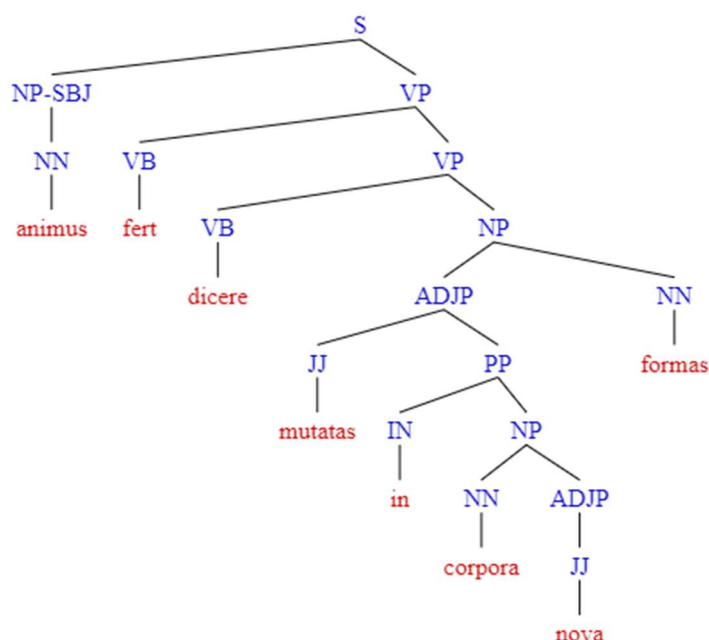 S
NP-SBJ VP
NN VB VP
animus fert VB NP
dicere ADJP NN
JJ PP formas
mutatas IN NP
in NN ADJP
corpora JJ
nova